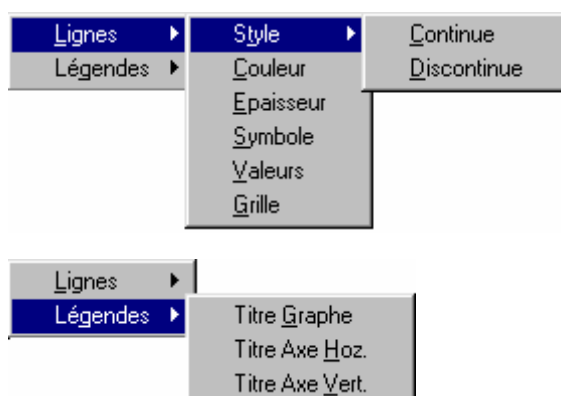 Lignes
Légendes
Style
Couleur
Epaisseur
Symbole
Valeurs
Grille
Continue
Discontinue
Lignes
Légendes
Titre Graphe
Titre Axe Hoz.
Titre Axe Vert.